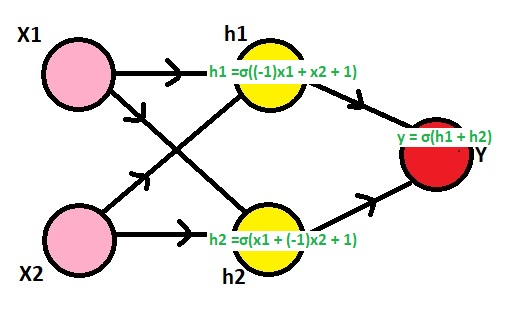 X1
h1
h1 =σ((-1)x1 + x2 + 1)
y = σ(h1 + h2)
Y
h2 =σ(x1 + (-1)x2 + 1)
X2
h2